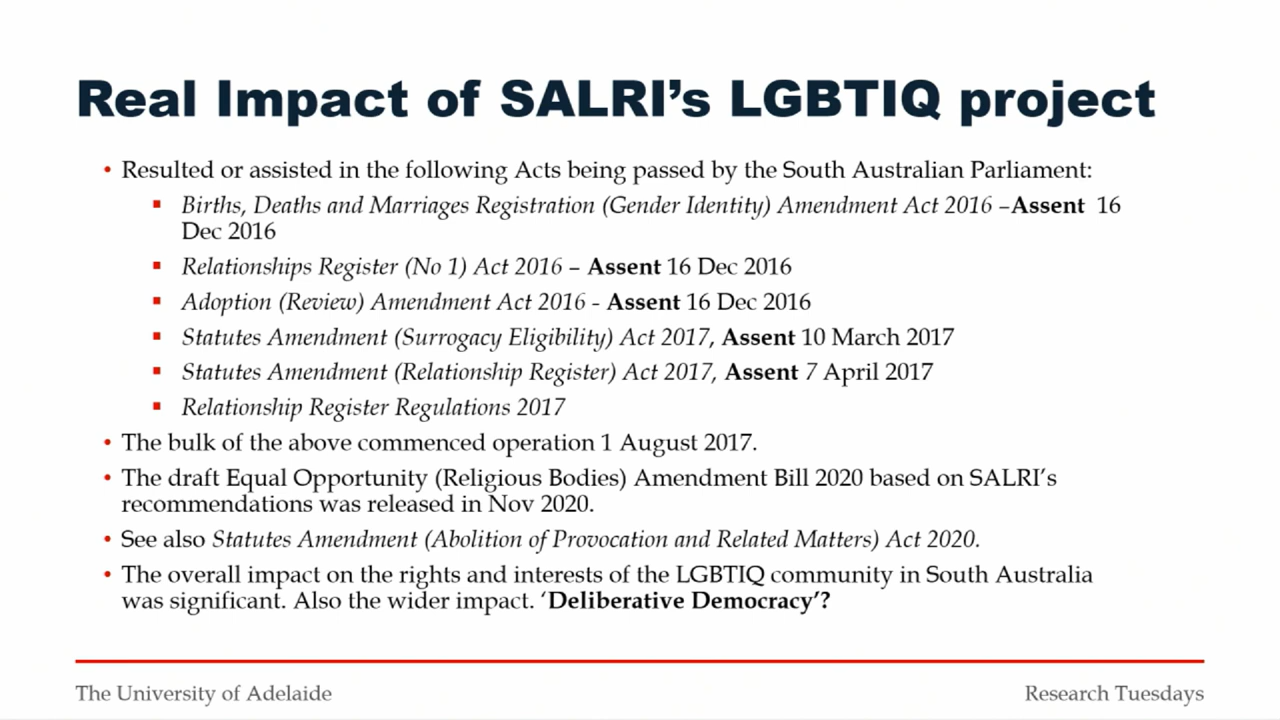 Real Impact of SALRI’s LGBTIQ project
• Resulted or assisted in the following Acts being passed by the South Australian Parliament:
▪ Births, Deaths and Marriages Registration (Gender Identity) Amendment Act 2016 –Assent 16
Dec 2016
▪ Relationships Register (No 1) Act 2016 – Assent 16 Dec 2016
▪ Adoption (Review) Amendment Act 2016 - Assent 16 Dec 2016
▪ Statutes Amendment (Surrogacy Eligibility) Act 2017, Assent 10 March 2017
▪ Statutes Amendment (Relationship Register) Act 2017, Assent 7 April 2017
▪ Relationship Register Regulations 2017
• The bulk of the above commenced operation 1 August 2017.
• The draft Equal Opportunity (Religious Bodies) Amendment Bill 2020 based on SALRI’s
recommendations was released in Nov 2020.
• See also Statutes Amendment (Abolition of Provocation and Related Matters) Act 2020.
• The overall impact on the rights and interests of the LGBTIQ community in South Australia
was significant. Also the wider impact. ‘Deliberative Democracy’?
The University of Adelaide
Research Tuesdays